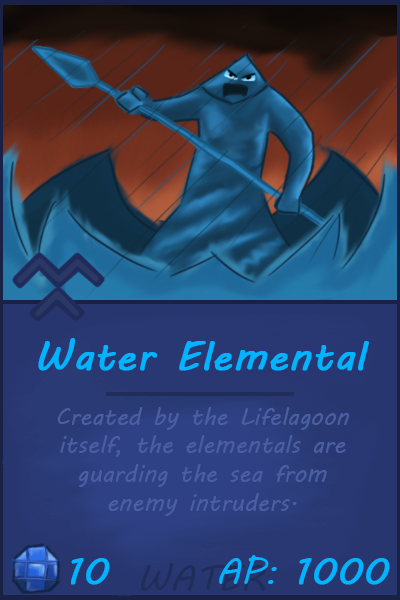 Water Elemental
Created by the Lifelagoon
itself, the elementals are
guarding the sea from
enemy intruders.
10 WATER AP: 1000